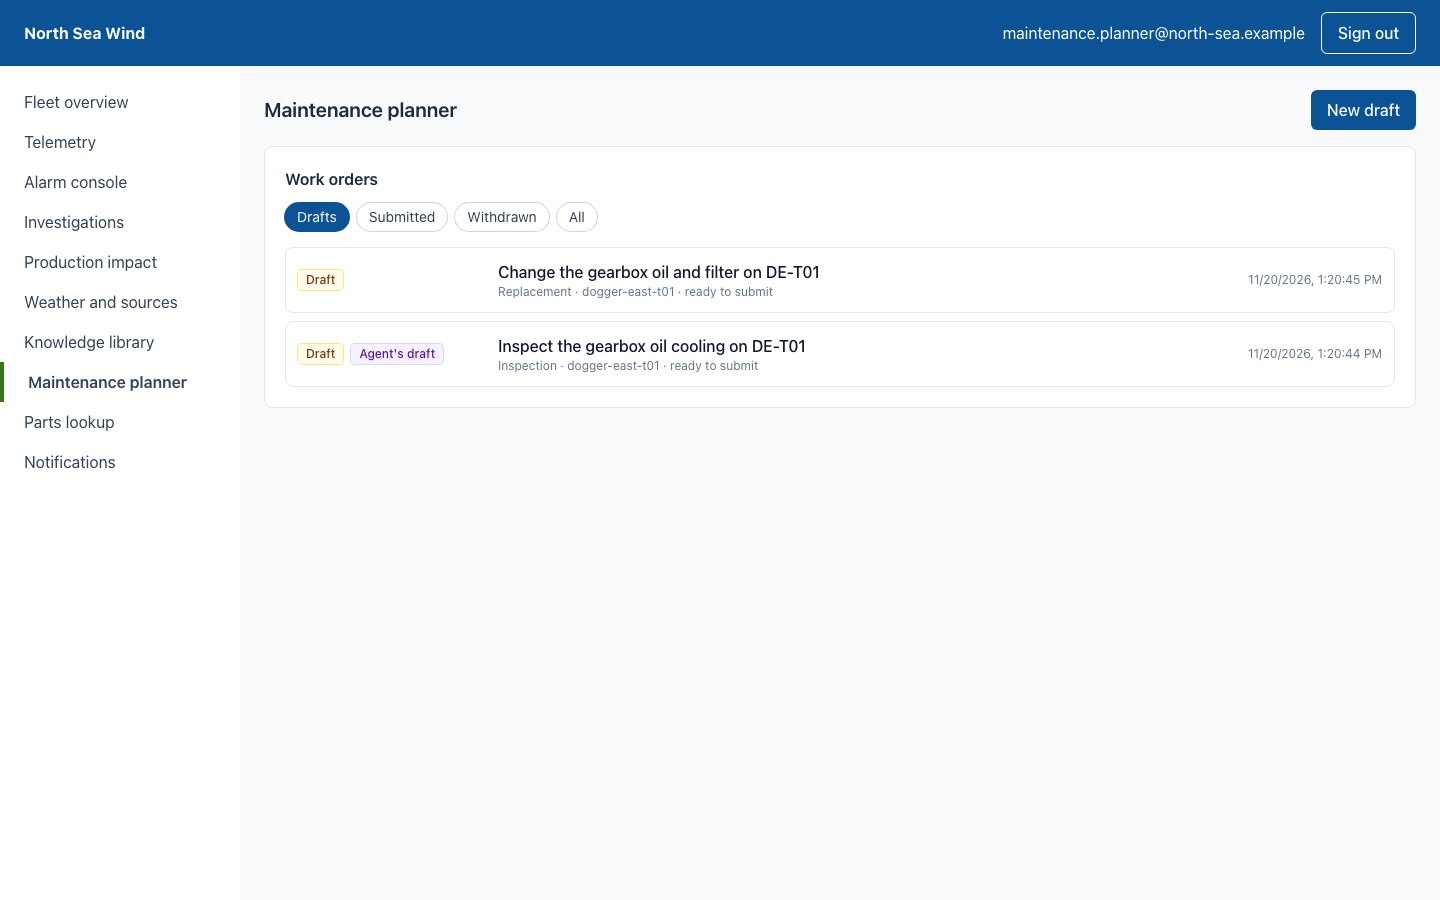 North Sea Wind
maintenance.planner@north-sea.example
Sign out
Fleet overview
Telemetry
Alarm console
Investigations
Production impact
Weather and sources
Knowledge library
Maintenance planner
Parts lookup
Notifications
Maintenance planner
New draft
Work orders
Drafts
Submitted
Withdrawn
All
Draft
Change the gearbox oil and filter on DE-T01
Replacement · dogger-east-t01 · ready to submit
11/20/2026, 1:20:45 PM
Draft
Agent's draft
Inspect the gearbox oil cooling on DE-T01
Inspection · dogger-east-t01 · ready to submit
11/20/2026, 1:20:44 PM